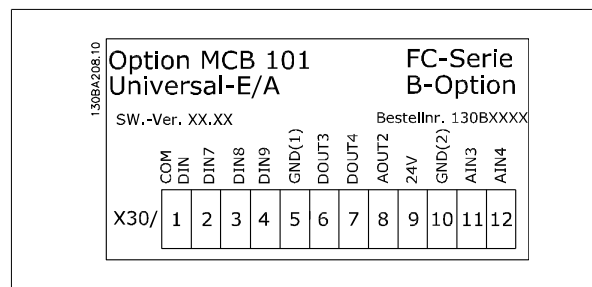 130BA208.10
Option MCB 101 FC-Serie
Universal-E/A B-Option
SW.-Ver. XX.XX Bestellnr. 130BXXXX
COM DIN DIN7 DIN8 DIN9 GND(1) DOUT3 DOUT4 AOUT2 24V GND(2) AIN3 AIN4
X30/ 1 2 3 4 5 6 7 8 9 10 11 12